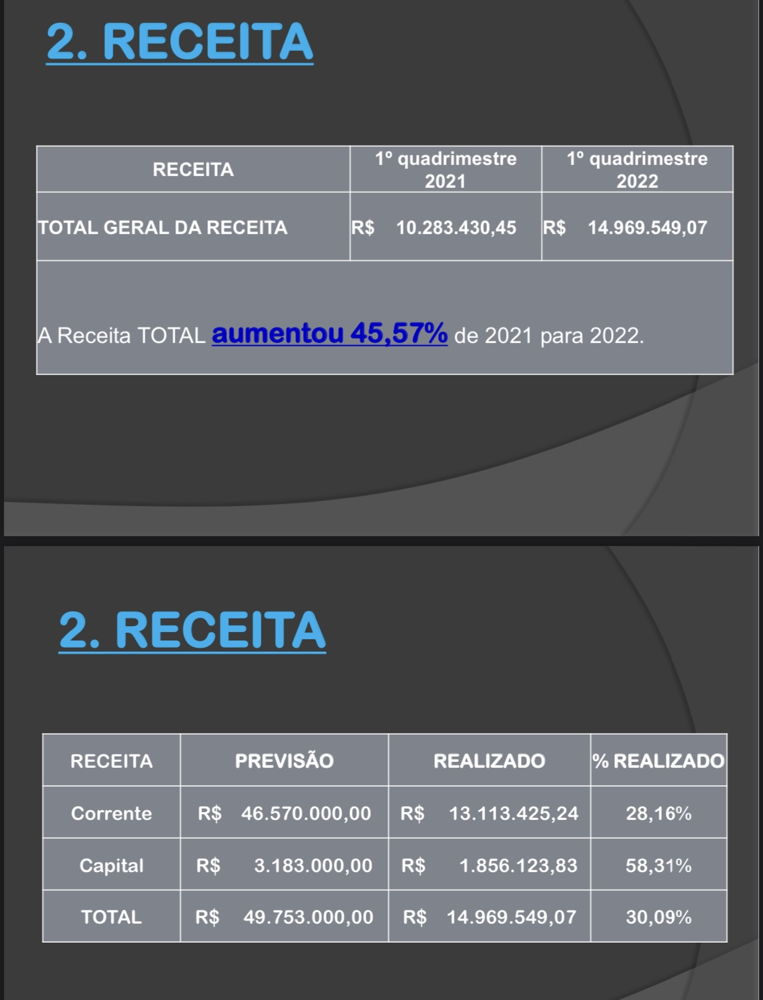 2. RECEITA
RECEITA
1º quadrimestre
2021
1º quadrimestre
2022
TOTAL GERAL DA RECEITA R$ 10.283.430,45 R$ 14.969.549,07
A Receita TOTAL aumentou 45,57% de 2021 para 2022.
2. RECEITA
RECEITA PREVISÃO REALIZADO % REALIZADO
Corrente R$ 46.570.000,00 R$ 13.113.425,24 28,16%
Capital R$ 3.183.000,00 R$ 1.856.123,83 58,31%
TOTAL R$ 49.753.000,00 R$ 14.969.549,07 30,09%